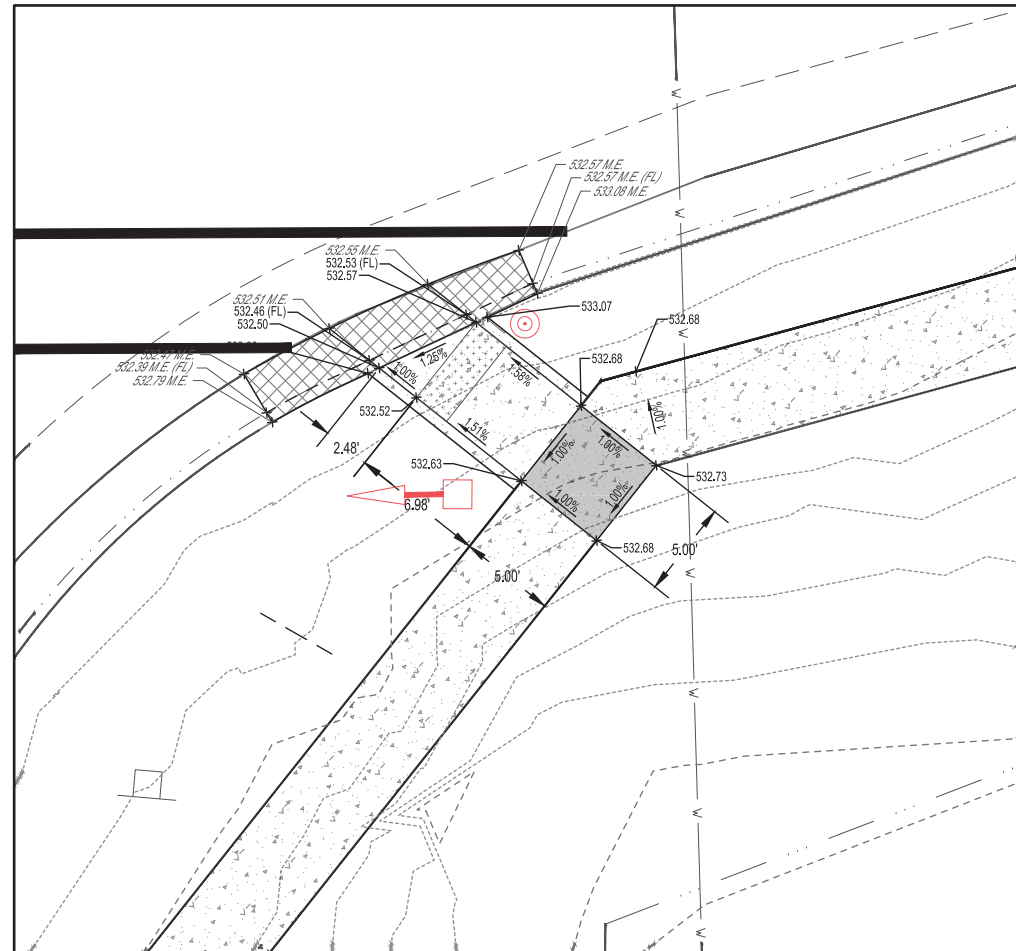 532.57 M.E.
532.57 M.E. (FL)
533.08 M.E.
W
W
532.55 M.E.
532.53 (FL)
532.57
532.51 M.E.
532.46 (FL)
532.50
532.47 M.E.
532.39 M.E. (FL)
532.79 M.E.
533.07
532.68
532.68
W
1.25%
1.00%
1.58%
532.52
2.48'
1.51%
1.00%
1.00%
1.00%
532.63
532.73
6.98'
1.00%
1.00%
532.68
5.00'
5.00'
W
W
W
W
W